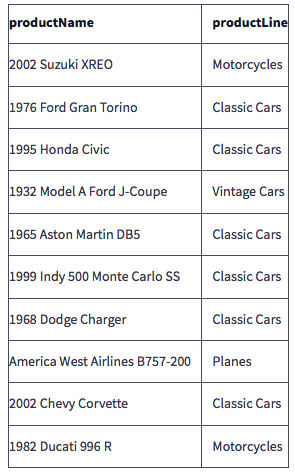 productName productLine
2002 Suzuki XREO Motorcycles
1976 Ford Gran Torino Classic Cars
1995 Honda Civic Classic Cars
1932 Model A Ford J-Coupe Vintage Cars
1965 Aston Martin DB5 Classic Cars
1999 Indy 500 Monte Carlo SS Classic Cars
1968 Dodge Charger Classic Cars
America West Airlines B757-200 Planes
2002 Chevy Corvette Classic Cars
1982 Ducati 996 R Motorcycles